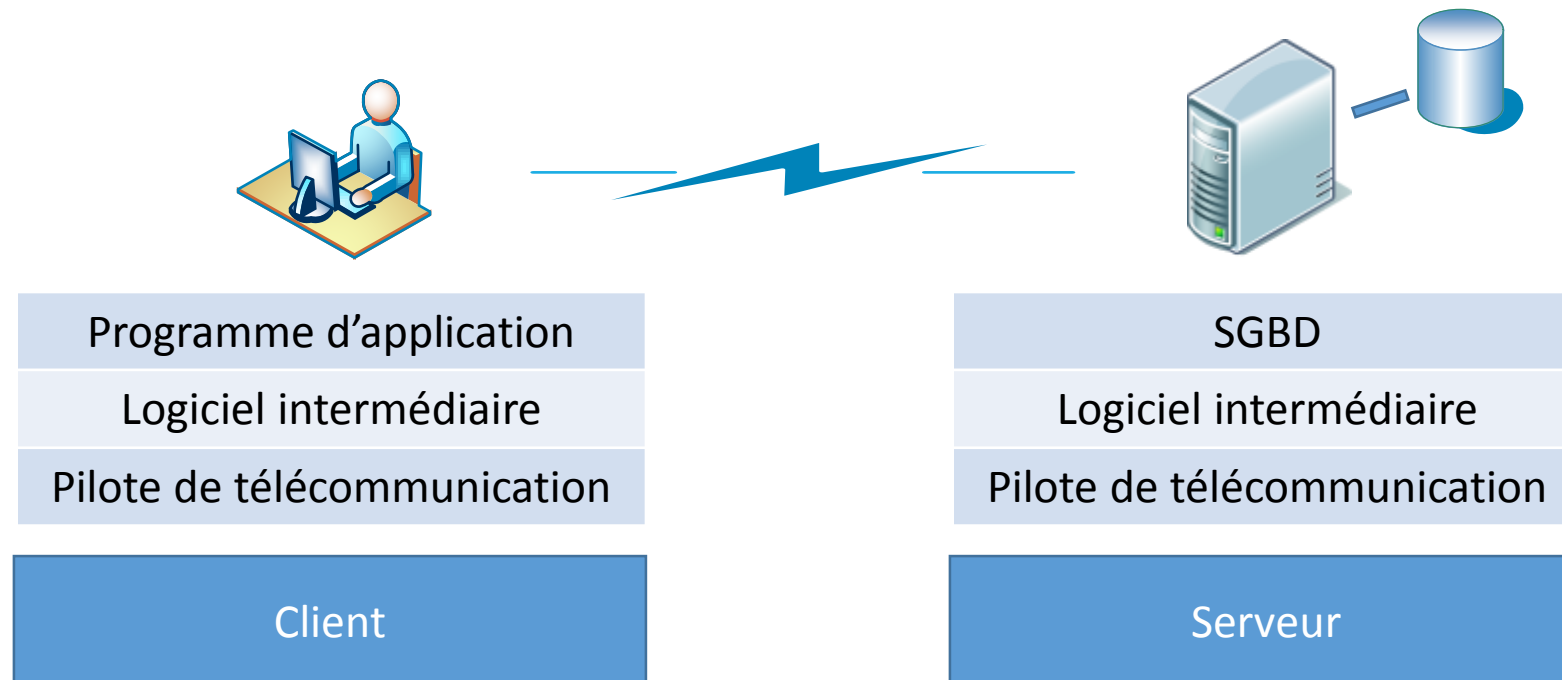 Programme d’application
Logiciel intermédiaire
Pilote de télécommunication
Client
SGBD
Logiciel intermédiaire
Pilote de télécommunication
Serveur